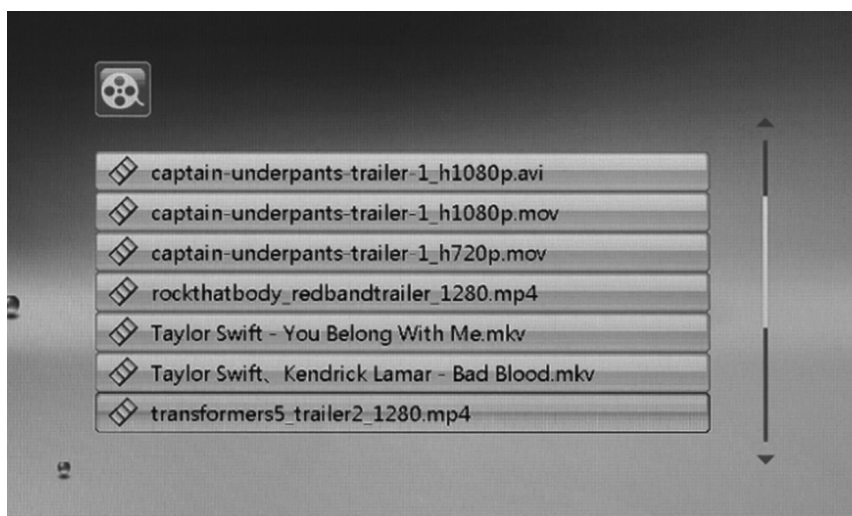 captain-underpants-trailer-1_h1080p.avi
captain-underpants-trailer-1_h1080p.mov
captain-underpants-trailer-1_h720p.mov
rockthatbody_redbandtrailer_1280.mp4
Taylor Swift - You Belong With Me.mkv
Taylor Swift、Kendrick Lamar - Bad Blood.mkv
transformers5_trailer2_1280.mp4